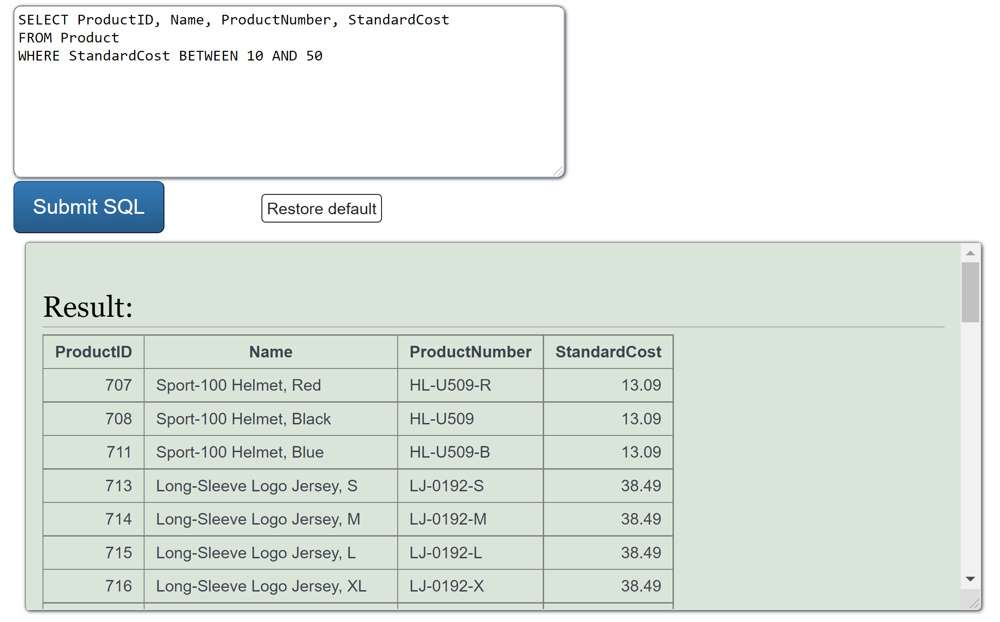 SELECT ProductID, Name, ProductNumber, StandardCost
FROM Product
WHERE StandardCost BETWEEN 10 AND 50
Submit SQL
Restore default
Result:
ProductID Name ProductNumber StandardCost
707 Sport-100 Helmet, Red HL-U509-R 13.09
708 Sport-100 Helmet, Black HL-U509 13.09
711 Sport-100 Helmet, Blue HL-U509-B 13.09
713 Long-Sleeve Logo Jersey, S LJ-0192-S 38.49
714 Long-Sleeve Logo Jersey, M LJ-0192-M 38.49
715 Long-Sleeve Logo Jersey, L LJ-0192-L 38.49
716 Long-Sleeve Logo Jersey, XL LJ-0192-X 38.49